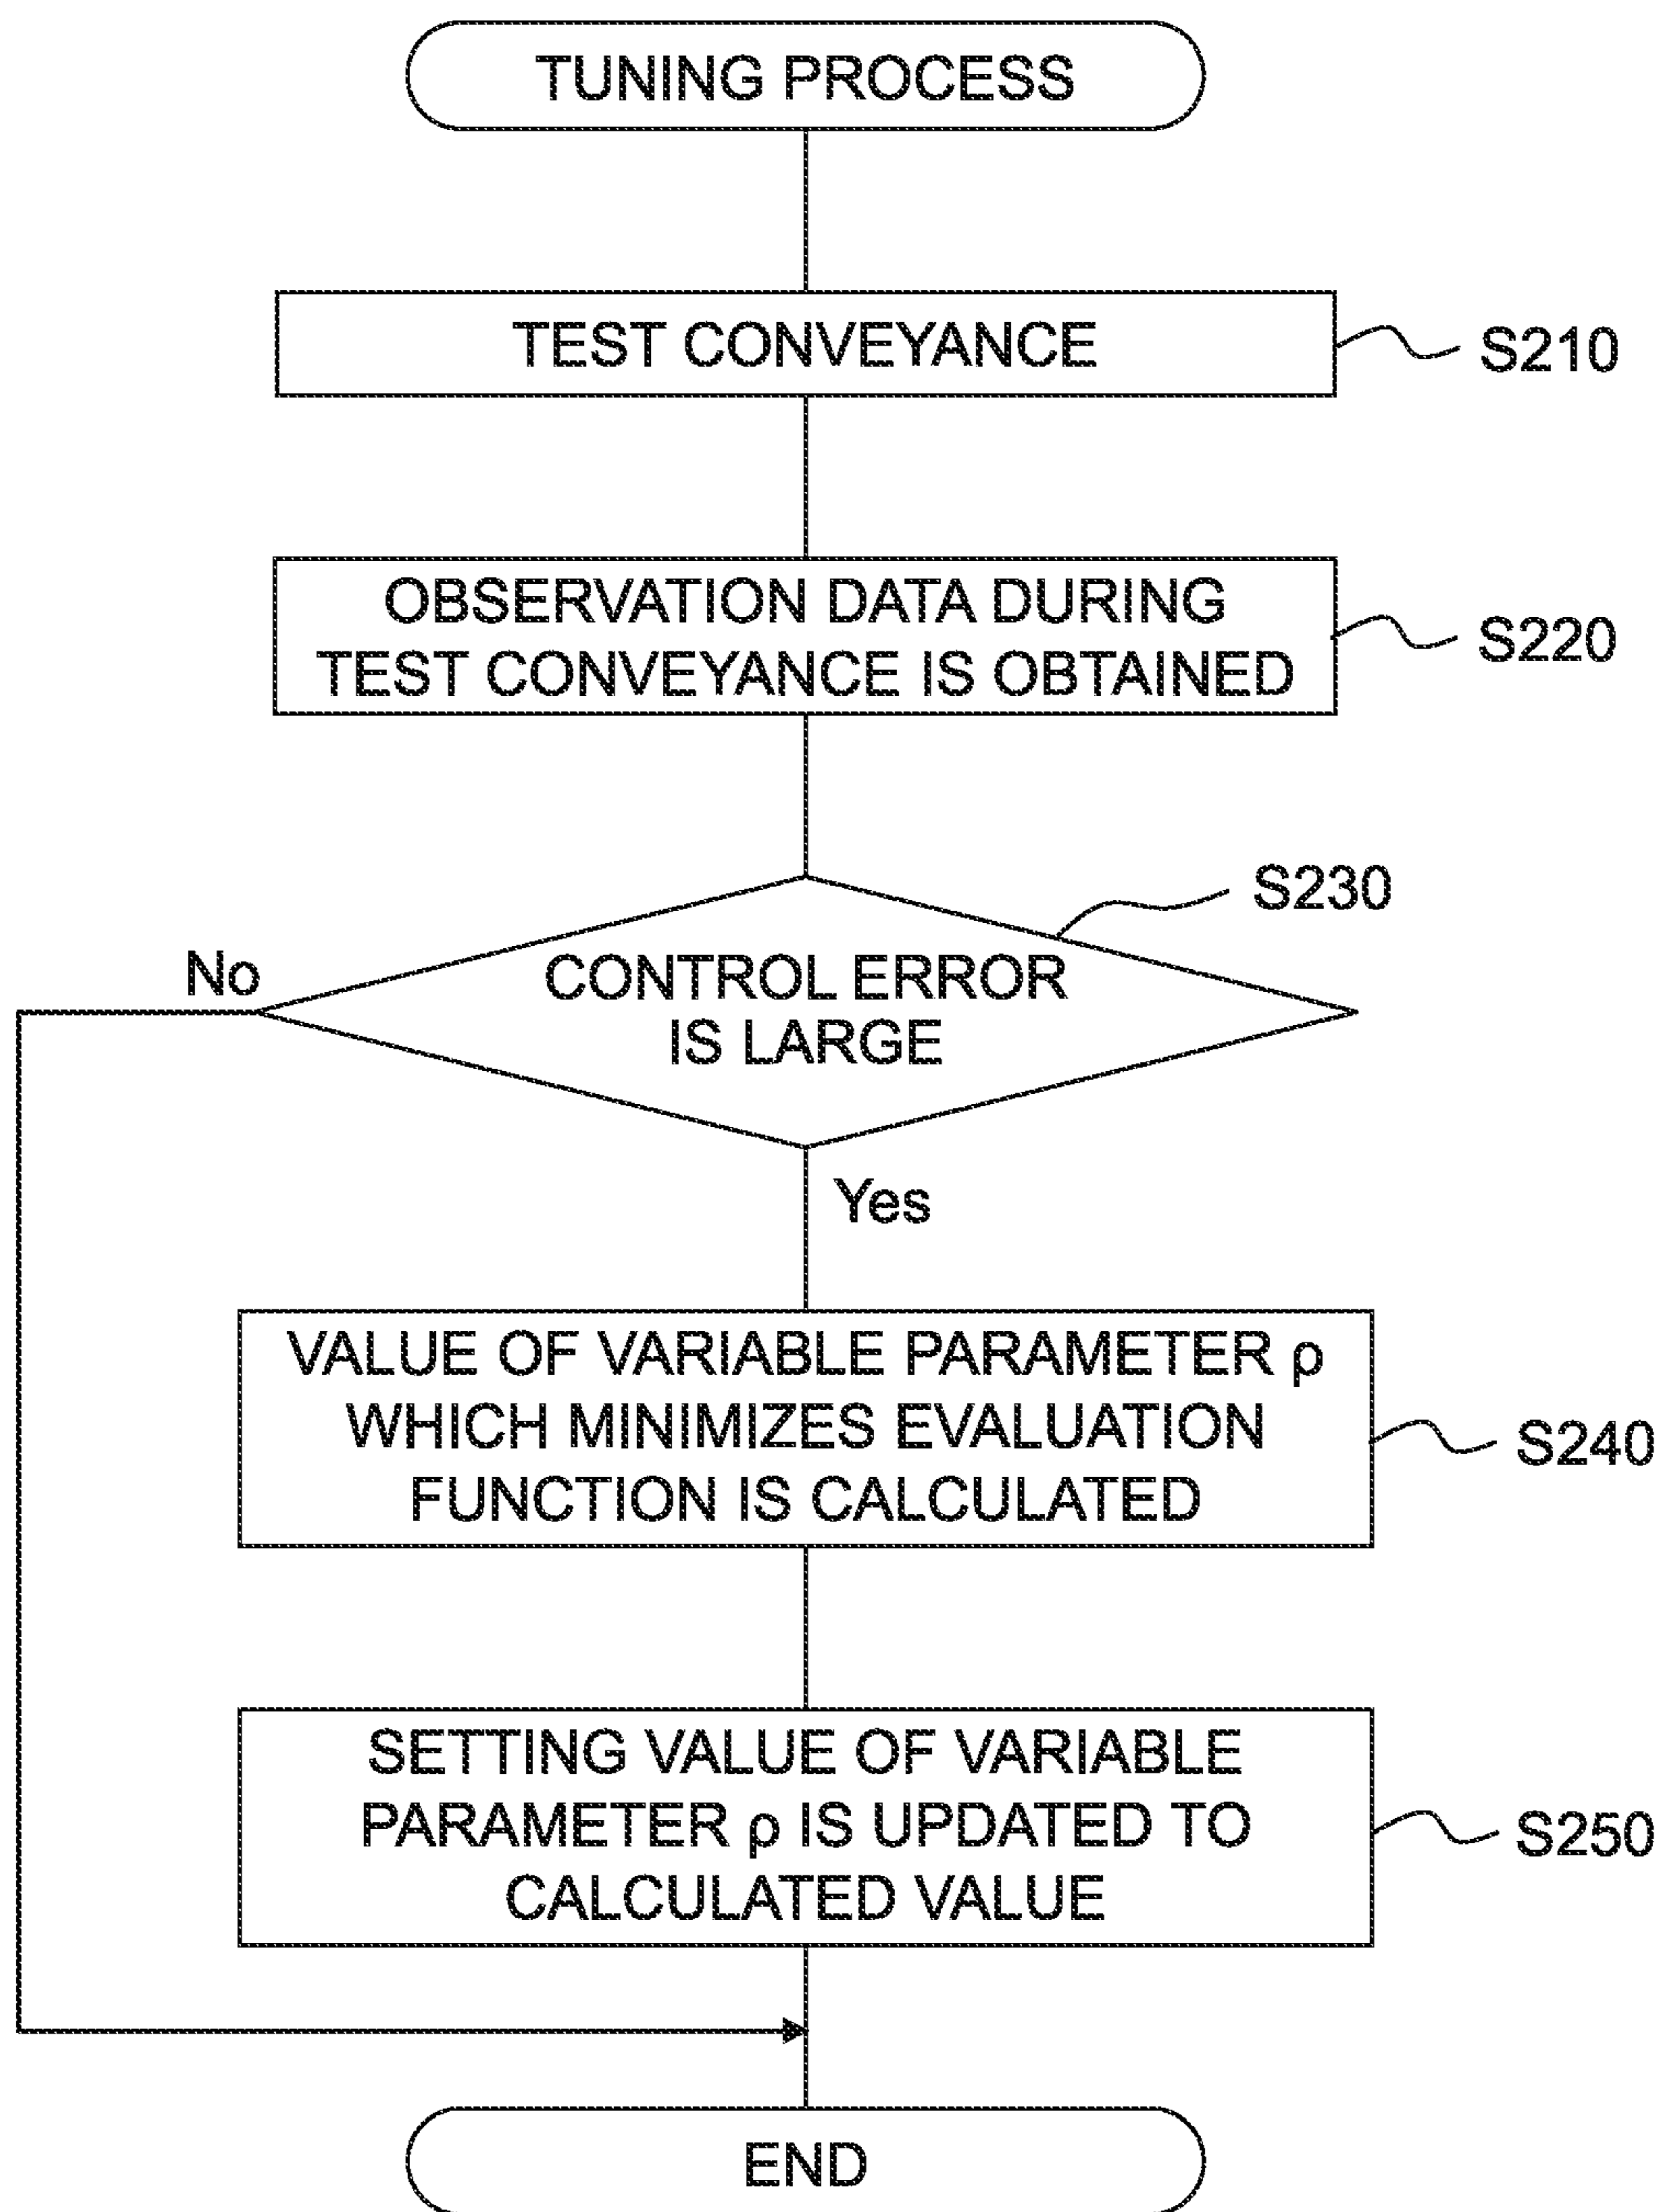 TUNING PROCESS
TEST CONVEYANCE
S210
OBSERVATION DATA DURING
TEST CONVEYANCE IS OBTAINED
S220
S230
No
CONTROL ERROR
IS LARGE
Yes
VALUE OF VARIABLE PARAMETER ρ
WHICH MINIMIZES EVALUATION
FUNCTION IS CALCULATED
S240
SETTING VALUE OF VARIABLE
PARAMETER ρ IS UPDATED TO
CALCULATED VALUE
S250
END